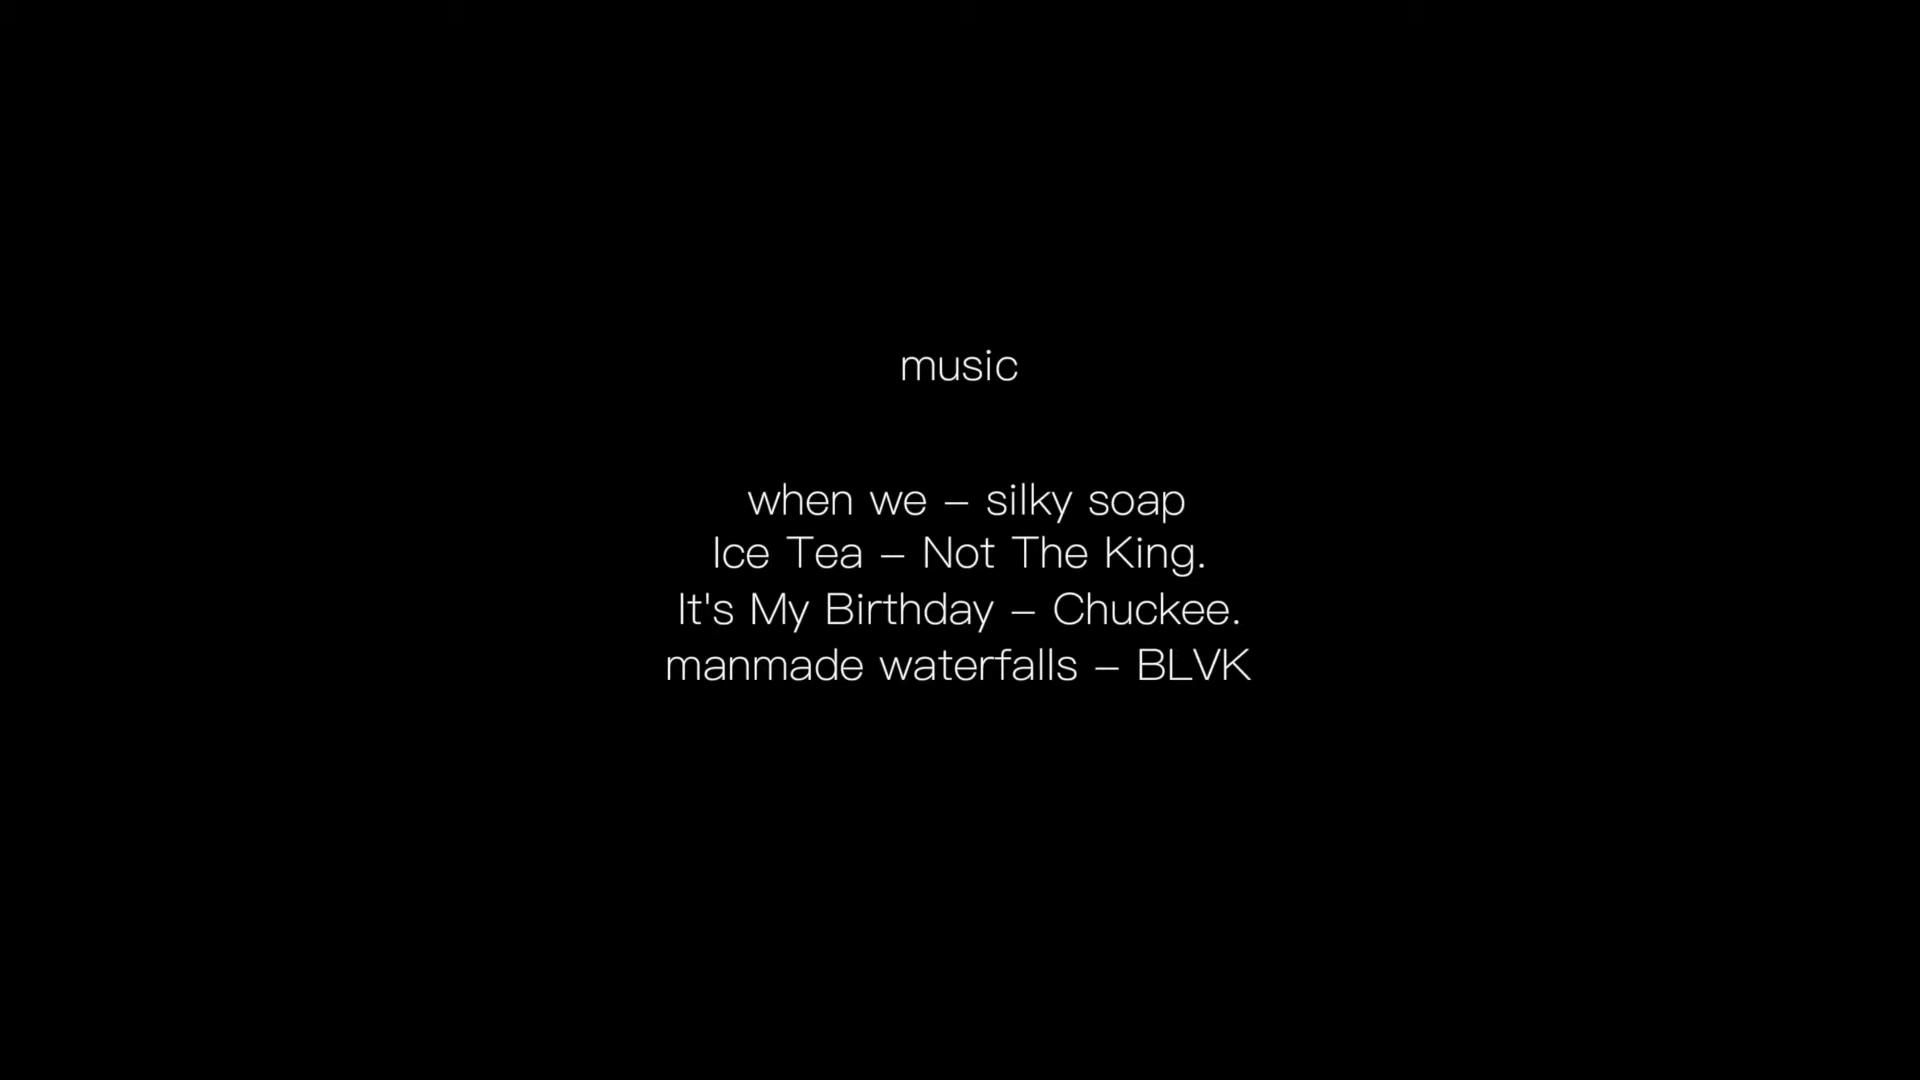 music
when we – silky soap
Ice Tea – Not The King.
It's My Birthday – Chuckee.
manmade waterfalls – BLVK